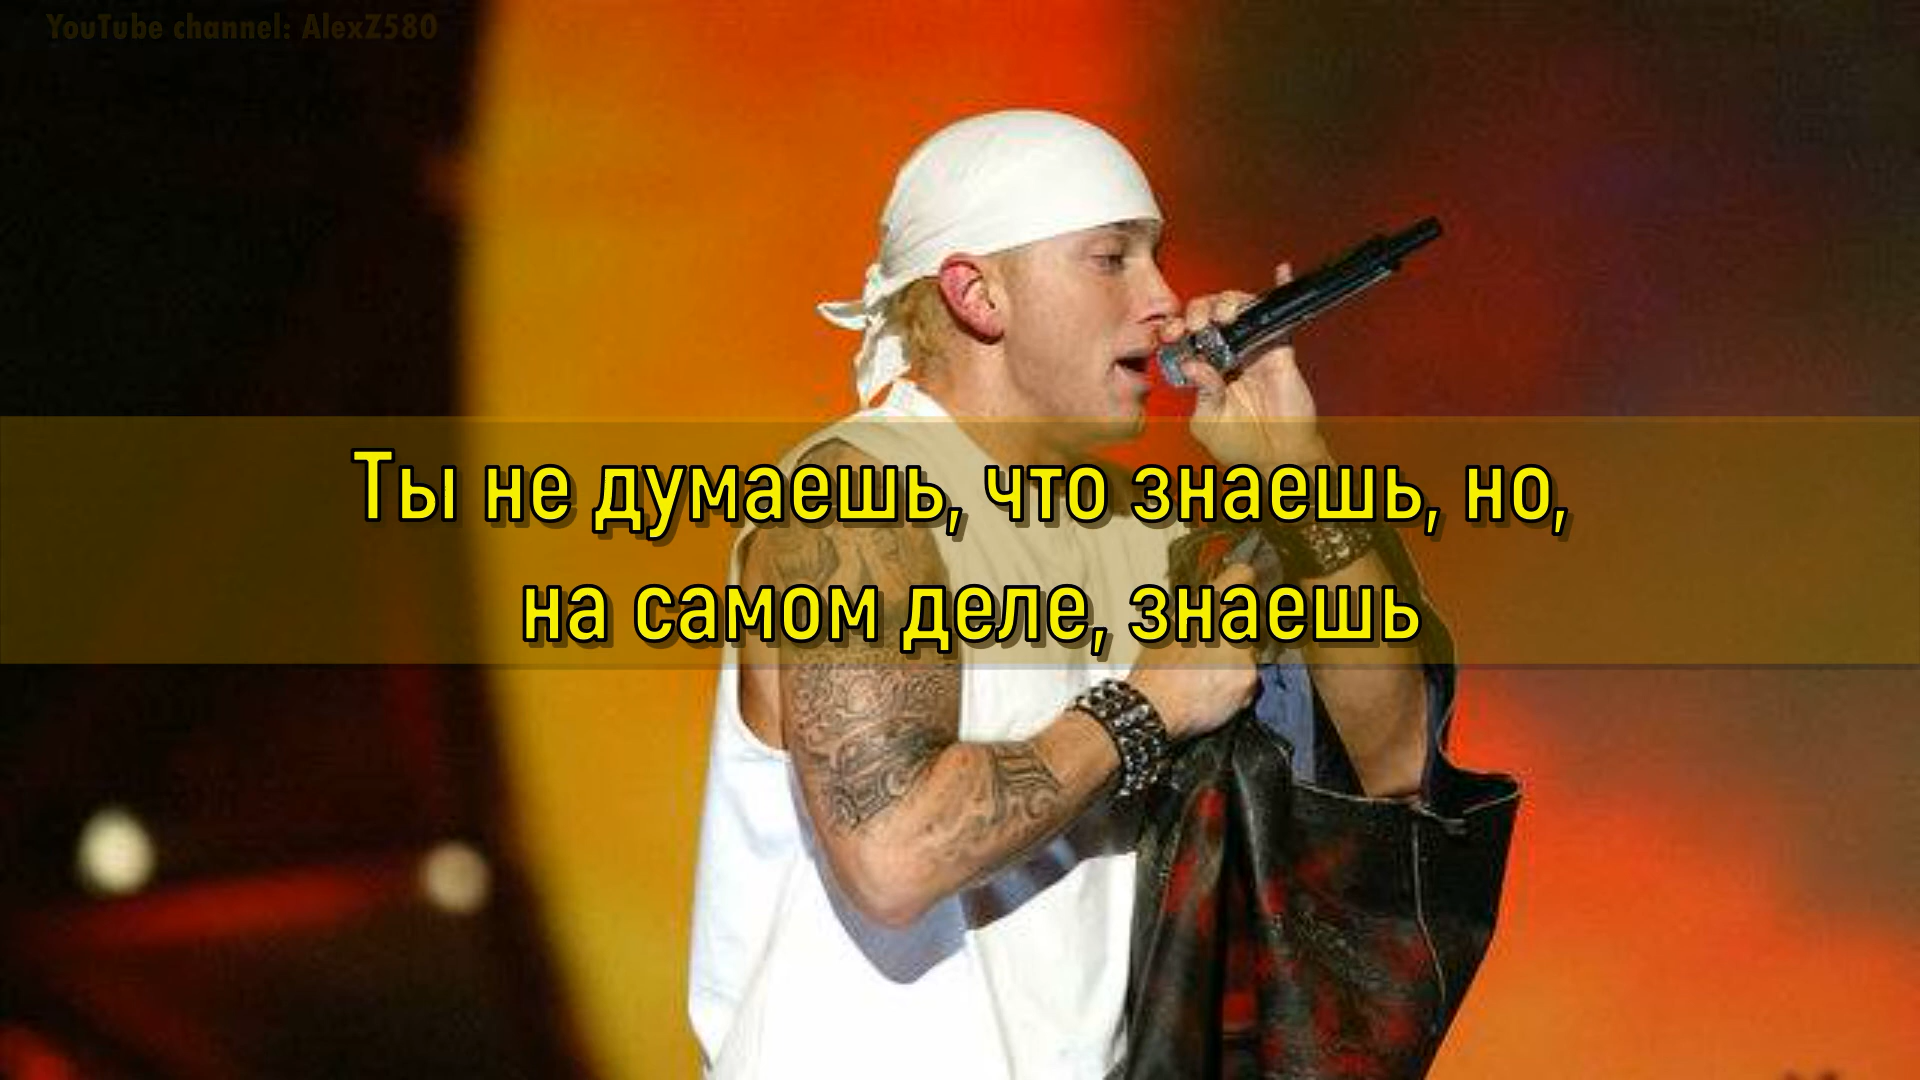 YouTube channel: AlexZ580
Ты не думаешь, что знаешь, но,
на самом деле, знаешь